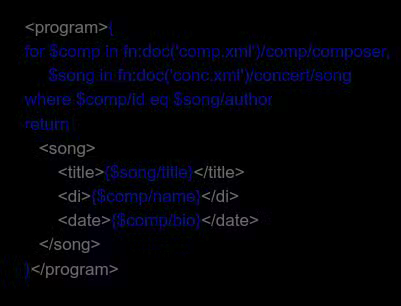 <program>{
for $comp in fn:doc('comp.xml')/comp/composer,
$song in fn:doc('conc.xml')/concert/song
where $comp/id eq $song/author
return
<song>
<title>{$song/title}</title>
<di>{$comp/name}</di>
<date>{$comp/bio}</date>
</song>
}</program>